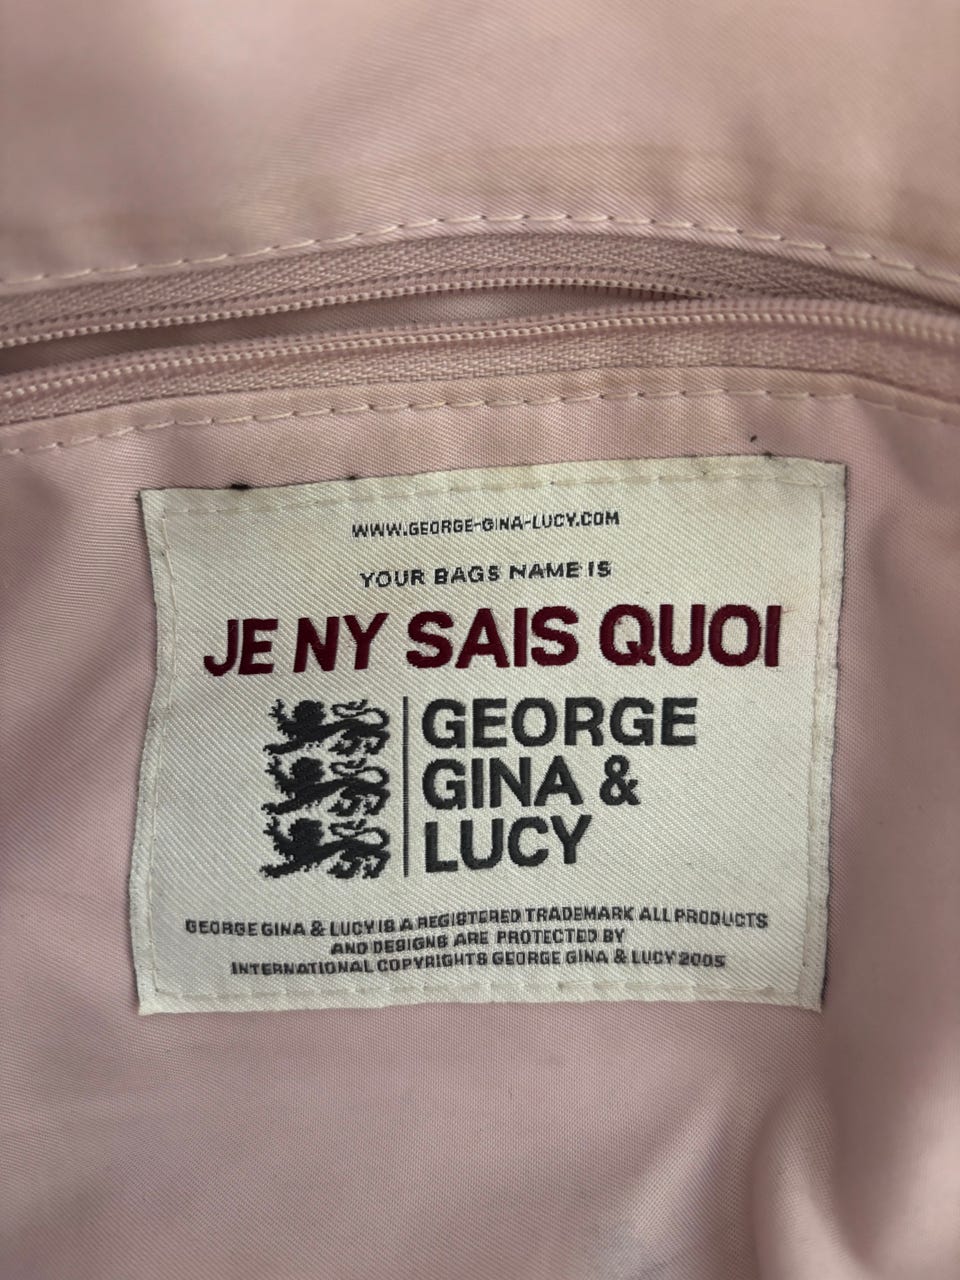 WWW.GEORGE-GINA-LUCY.COM
YOUR BAGS NAME IS
JE NY SAIS QUOI
GEORGE
GINA &
LUCY
GEORGE GINA & LUCY IS A REGISTERED TRADEMARK ALL PRODUCTS
AND DESIGNS ARE PROTECTED BY
INTERNATIONAL COPYRIGHTS GEORGE GINA & LUCY 2005